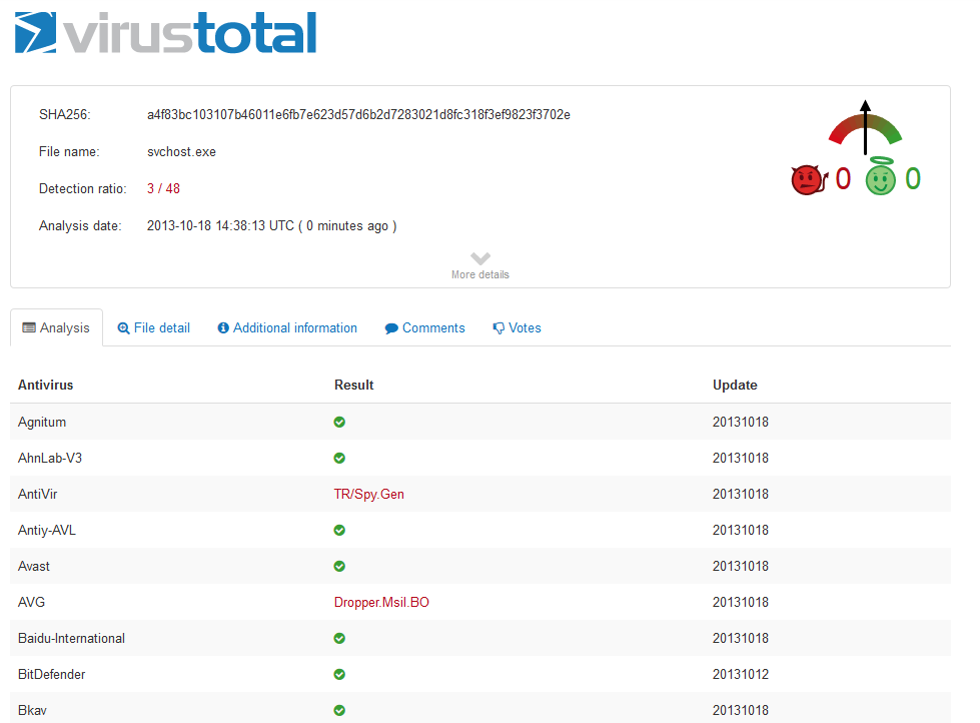 virustotal
SHA256: a4f83bc103107b46011e6fb7e623d57d6b2d7283021d8fc318f3ef9823f3702e
File name: svchost.exe
Detection ratio: 3 / 48
0 0
Analysis date: 2013-10-18 14:38:13 UTC ( 0 minutes ago )
More details
Analysis File detail Additional information Comments Votes
Antivirus Result Update
Agnitum 20131018
AhnLab-V3 20131018
AntiVir TR/Spy.Gen 20131018
Antiy-AVL 20131018
Avast 20131018
AVG Dropper.Msil.BO 20131018
Baidu-International 20131018
BitDefender 20131012
Bkav 20131018